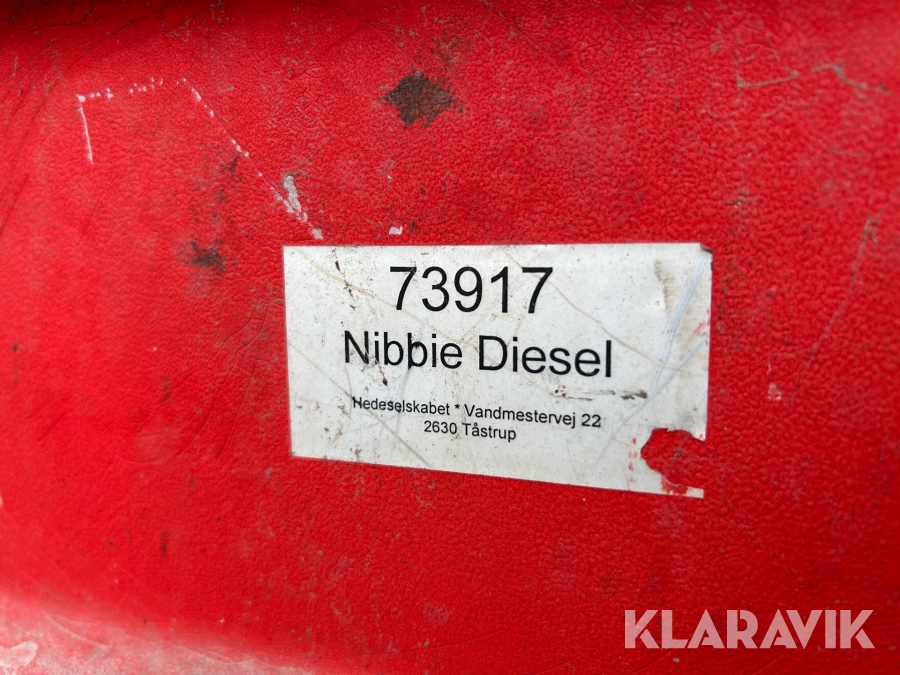 73917
Nibbie Diesel
Hedeselskabet * Vandmestervej 22
2630 Tåstrup
KLARAVIK